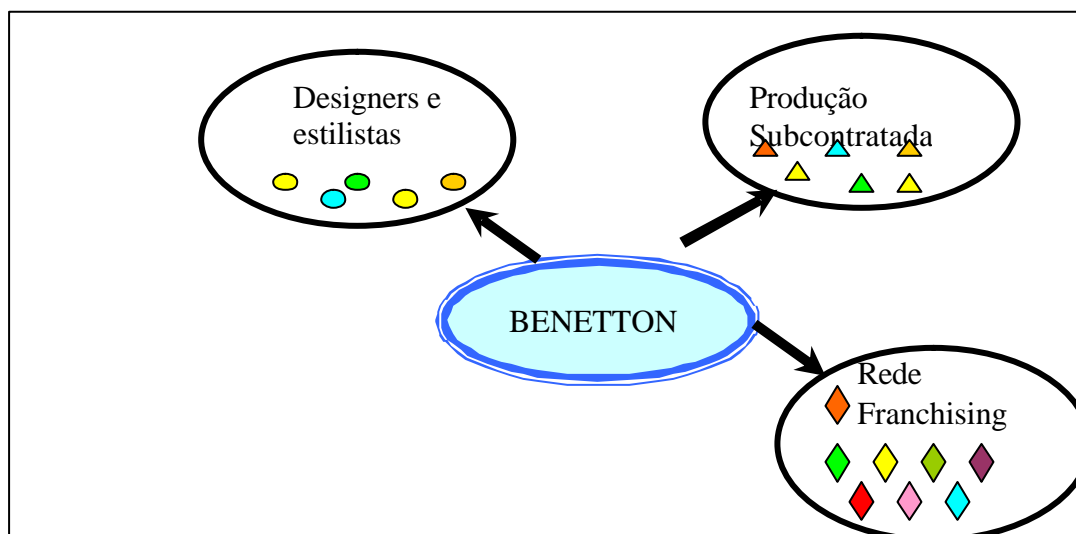 Designers e
estilistas
Produção
Subcontratada
BENETTON
Rede
Franchising